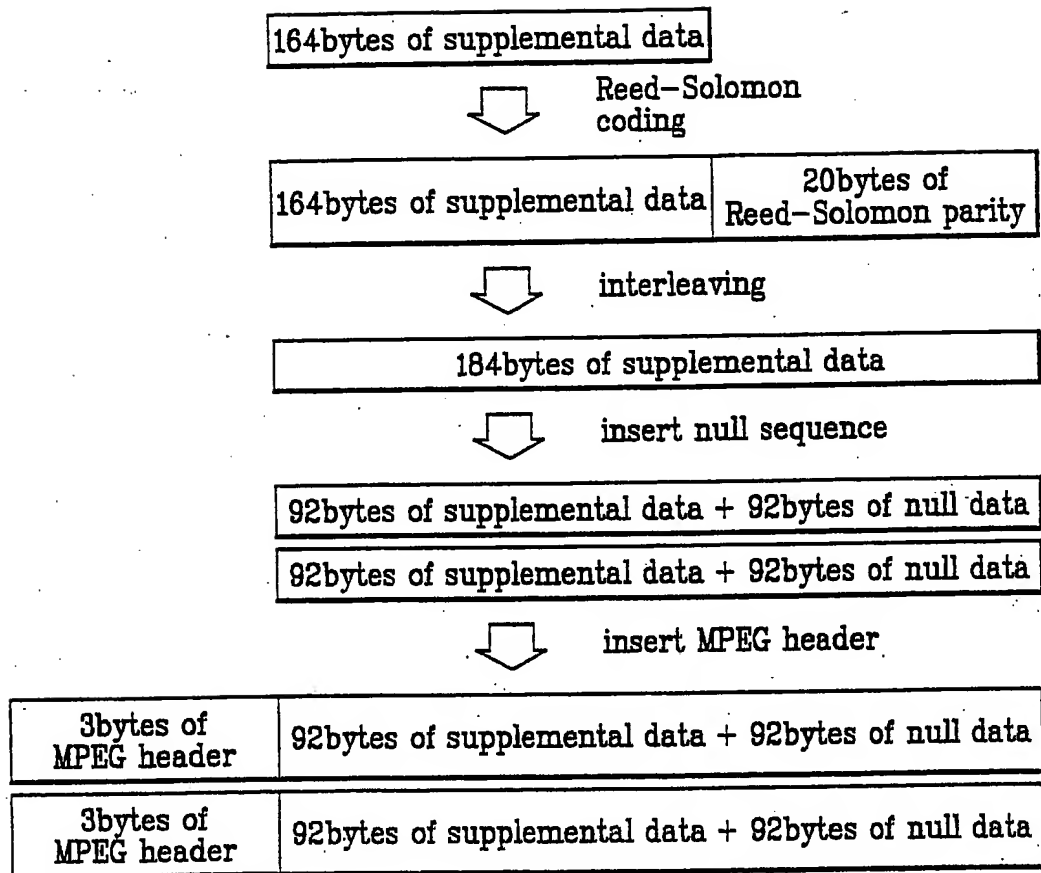 164bytes of supplemental data
Reed-Solomon
coding
164bytes of supplemental data
20bytes of
Reed-Solomon parity
interleaving
184bytes of supplemental data
insert null sequence
92bytes of supplemental data + 92bytes of null data
92bytes of supplemental data + 92bytes of null data
insert MPEG header
3bytes of
MPEG header
92bytes of supplemental data + 92bytes of null data
3bytes of
MPEG header
92bytes of supplemental data + 92bytes of null data